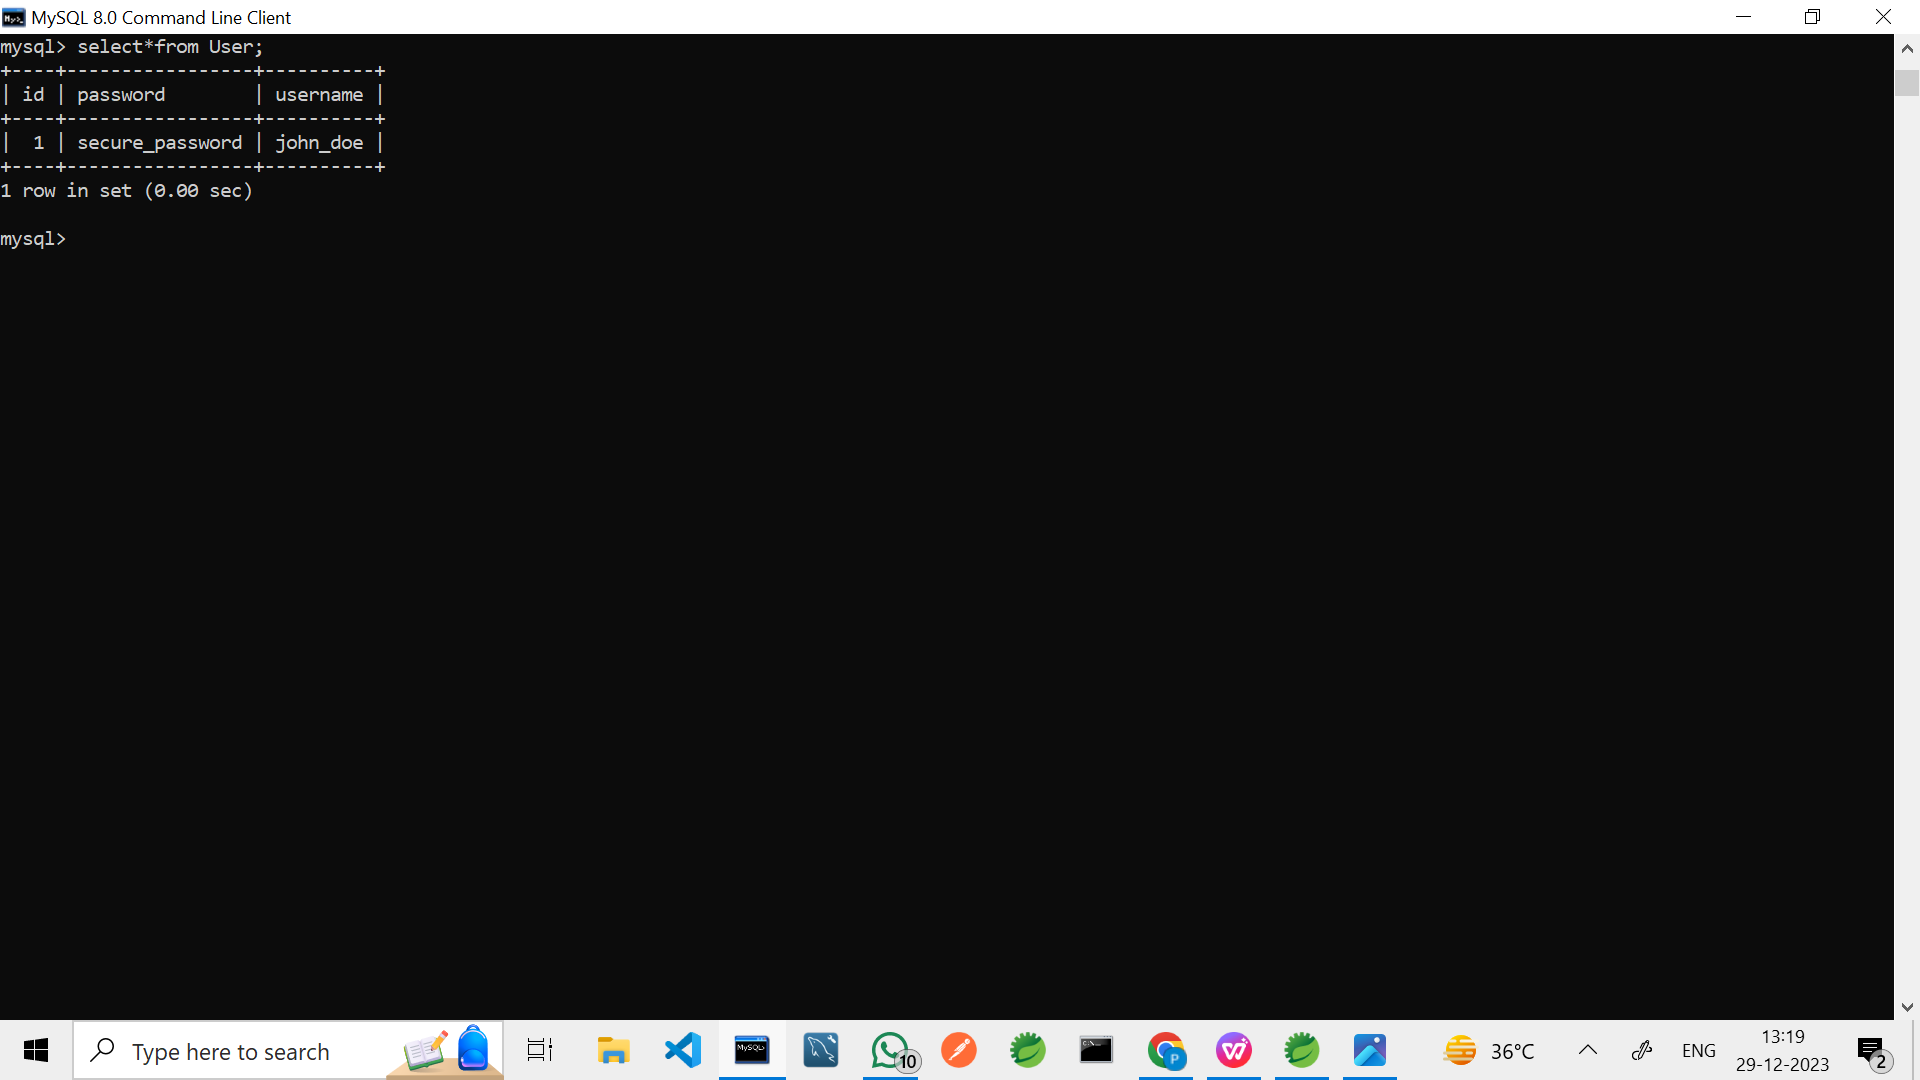 MySQL 8.0 Command Line Client
mysql> select*from User;
+----+-----------------+----------+
| id | password        | username |
+----+-----------------+----------+
|  1 | secure_password | john_doe |
+----+-----------------+----------+
1 row in set (0.00 sec)
mysql>
Type here to search
MySQL>
10
C:\_
P
36°C
ENG
13:19
29-12-2023
2